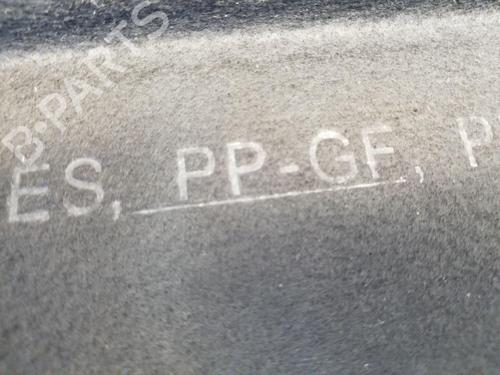 B-PARTS
ES, PP-GF, P